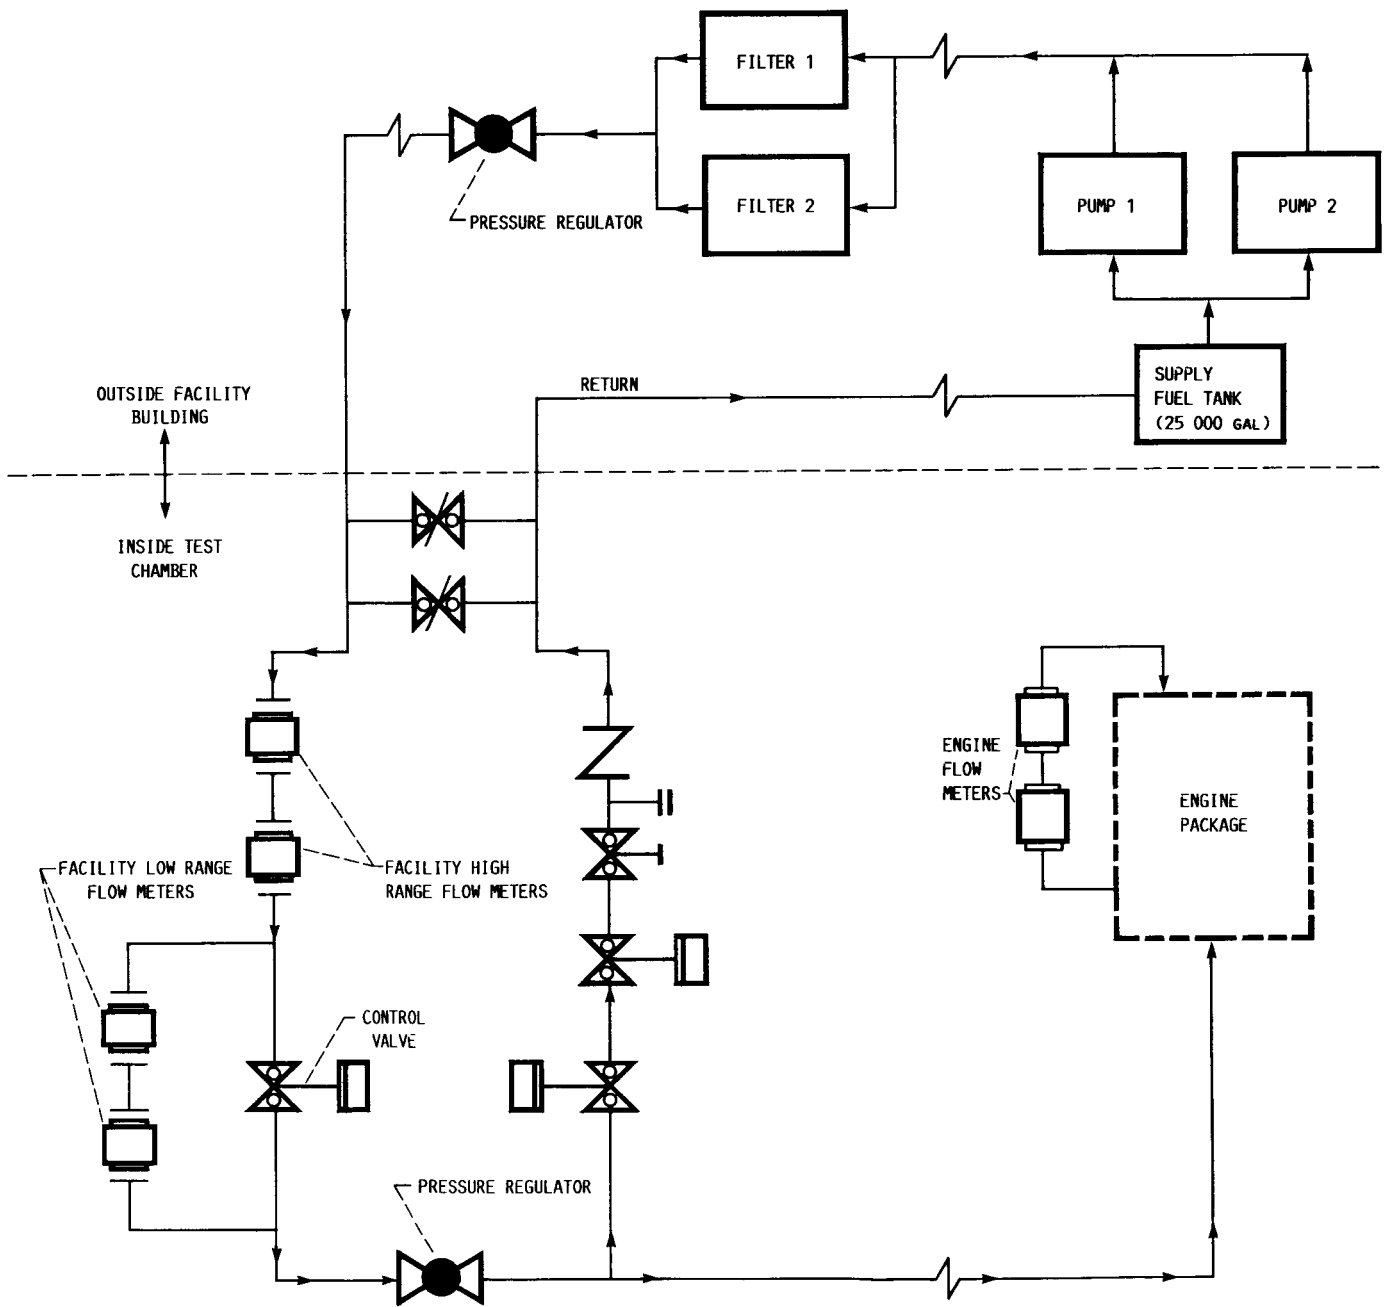 FILTER 1
FILTER 2
PRESSURE REGULATOR
PUMP 1
PUMP 2
SUPPLY
FUEL TANK
(25 000 GAL)
RETURN
OUTSIDE FACILITY
BUILDING
INSIDE TEST
CHAMBER
ENGINE
FLOW
METERS
ENGINE
PACKAGE
FACILITY LOW RANGE
FLOW METERS
FACILITY HIGH
RANGE FLOW METERS
CONTROL
VALVE
PRESSURE REGULATOR